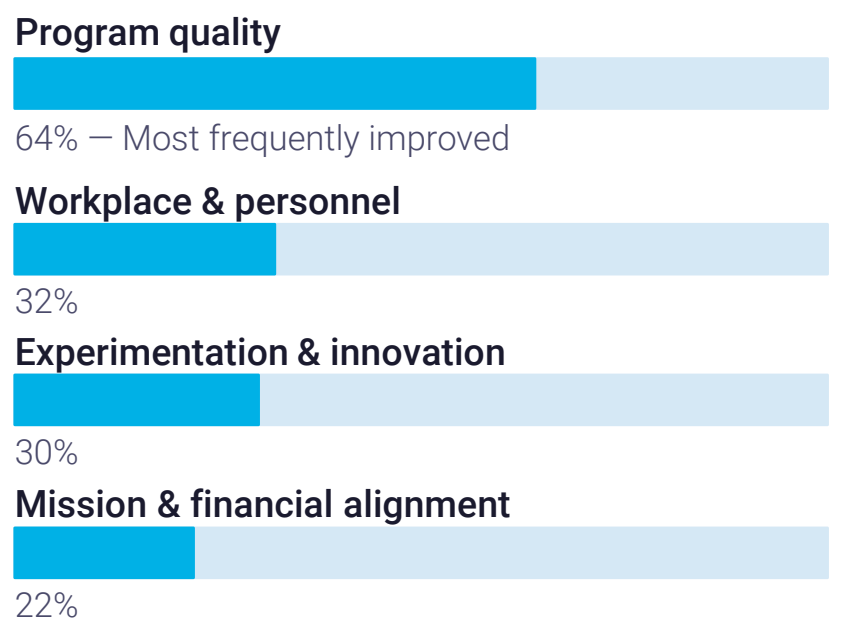 Program quality
64% — Most frequently improved
Workplace & personnel
32%
Experimentation & innovation
30%
Mission & financial alignment
22%